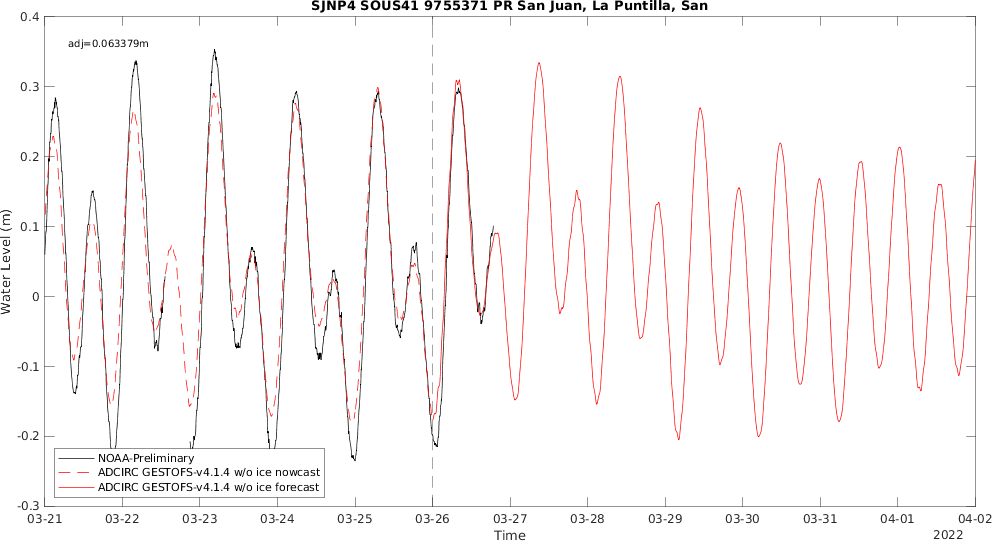 SJNP4 SOUS41 9755371 PR San Juan, La Puntilla, San
adj=0.063379m
Water Level (m)
0.4
0.3
0.2
0.1
0
-0.1
-0.2
-0.3
NOAA-Preliminary
ADCIRC GESTOFS-v4.1.4 w/o ice nowcast
ADCIRC GESTOFS-v4.1.4 w/o ice forecast
03-21 03-22 03-23 03-24 03-25 03-26 03-27 03-28 03-29 03-30 03-31 04-01 04-02
Time
2022